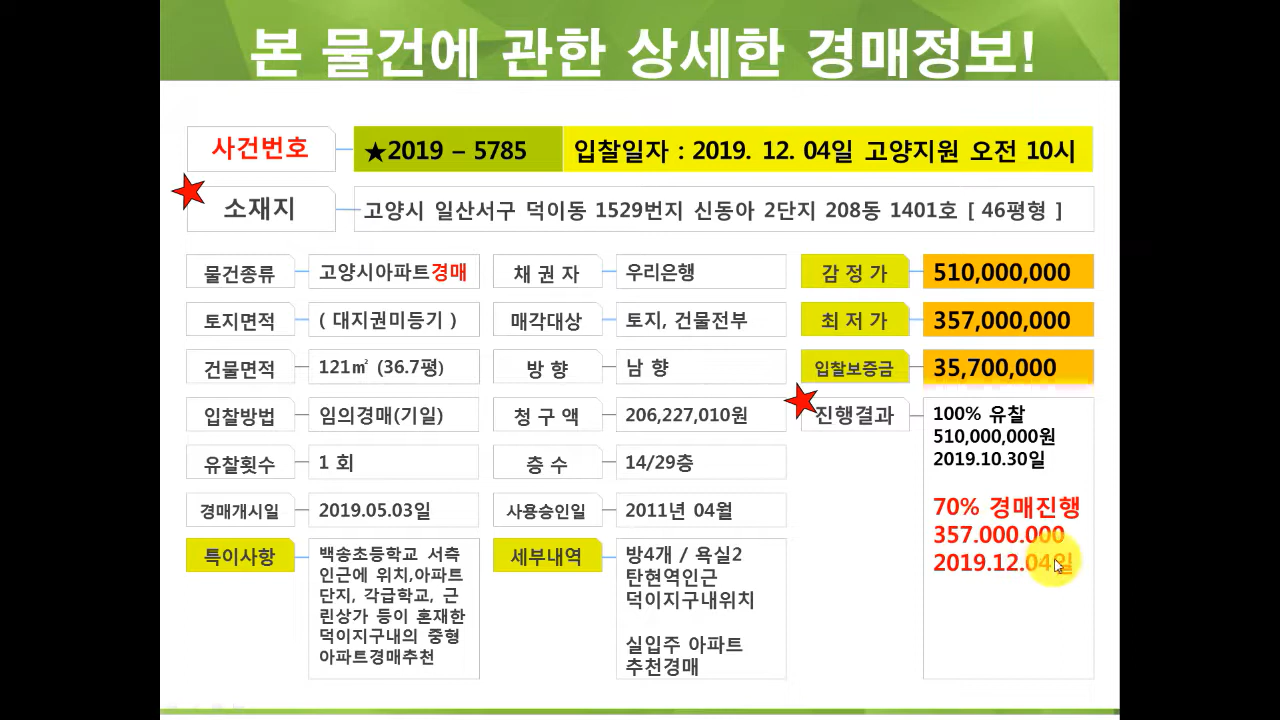 본 물건에 관한 상세한 경매정보!
사건번호
★2019 – 5785
입찰일자 : 2019. 12. 04일 고양지원 오전 10시
소재지
고양시 일산서구 덕이동 1529번지 신동아 2단지 208동 1401호 [ 46평형 ]
물건종류
고양시아파트경매
채 권 자
우리은행
감 정 가
510,000,000
토지면적
( 대지권미등기 )
매각대상
토지, 건물전부
최 저 가
357,000,000
건물면적
121㎡ (36.7평)
방 향
남 향
입찰보증금
35,700,000
입찰방법
임의경매(기일)
청 구 액
206,227,010원
진행결과
100% 유찰
510,000,000원
2019.10.30일
70% 경매진행
357.000.000
2019.12.04일
유찰횟수
1 회
층 수
14/29층
경매개시일
2019.05.03일
사용승인일
2011년 04월
특이사항
백송초등학교 서측
인근에 위치,아파트
단지, 각급학교, 근
린상가 등이 혼재한
덕이지구내의 중형
아파트경매추천
세부내역
방4개 / 욕실2
탄현역인근
덕이지구내위치
실입주 아파트
추천경매